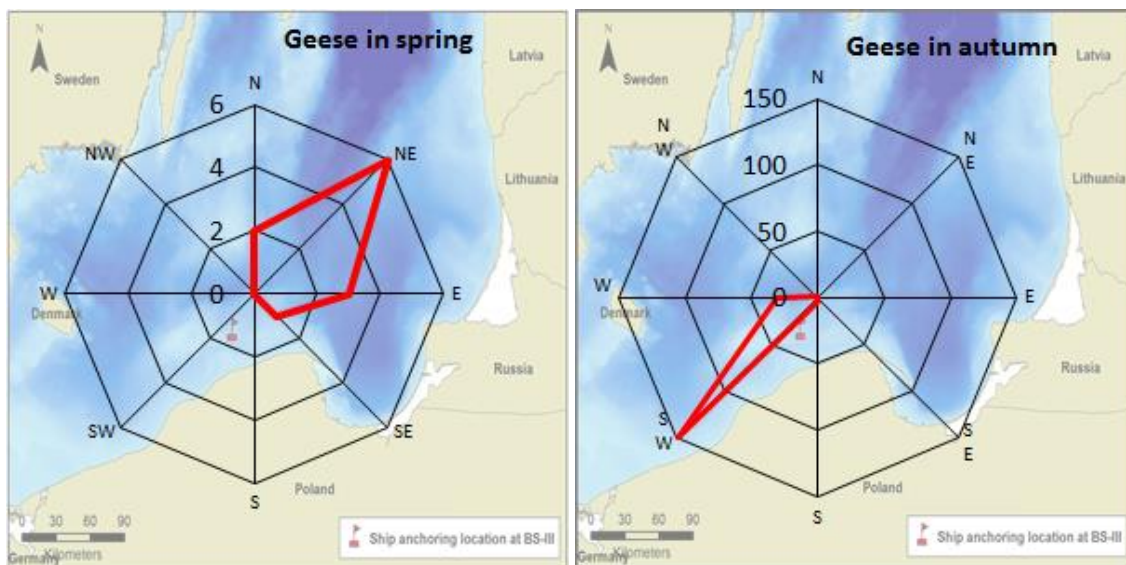 Geese in spring
N
Sweden
Latvia
N
6
NW
NE
4
Lithuania
2
W
0
E
Denmark
Russia
SW
SE
Poland
S
0 30 60 90
Kilometers
Germany
Ship anchoring location at BS-III
Geese in autumn
N
Sweden
Latvia
N
150
N
W
N
E
100
Lithuania
50
W
0
E
Denmark
Russia
S
W
S
E
Poland
S
0 30 60 90
Kilometers
Germany
Ship anchoring location at BS-III